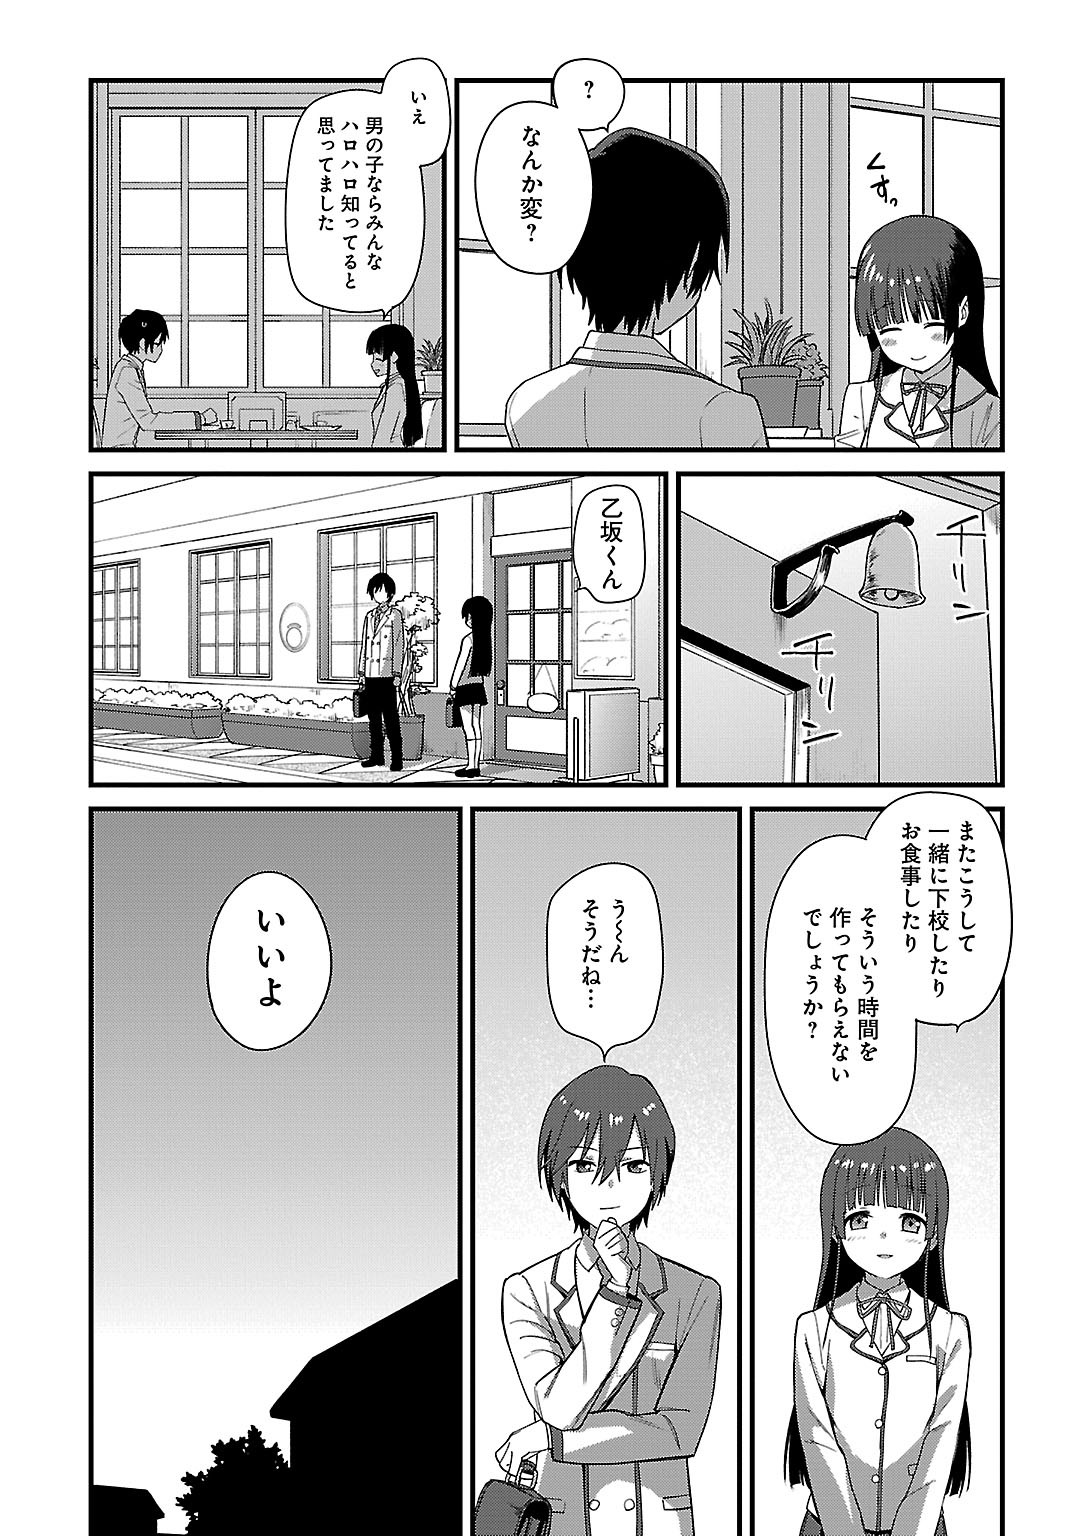 ?
なんか変?
くすっ
いえ
男の子ならみんな
ハロハロ知ってると
思ってました
チリン
チリン
乙坂くん
またこうして
一緒に下校したり
お食事したり
そういう時間を
作ってもらえない
でしょうか?
う〜ん
そうだね…
いいよ